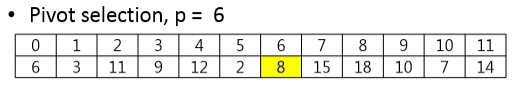 • Pivot selection, p = 6
0 1 2 3 4 5 6 7 8 9 10 11
6 3 11 9 12 2 8 15 18 10 7 14